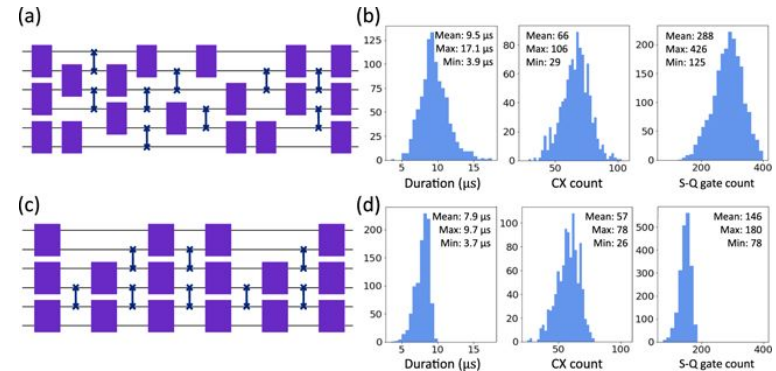 (a)
(b)
125
100
75
50
25
0
Mean: 9.5 µs
Max: 17.1 µs
Min: 3.9 µs
5
10
15
Duration (µs)
80
60
40
20
0
Mean: 66
Max: 106
Min: 29
50
100
CX count
200
150
100
50
0
Mean: 288
Max: 426
Min: 125
200
400
S-Q gate count
(c)
(d)
200
150
100
50
0
Mean: 7.9 µs
Max: 9.7 µs
Min: 3.7 µs
5
10
15
Duration (µs)
100
80
60
40
20
0
Mean: 57
Max: 78
Min: 26
50
100
CX count
500
400
300
200
100
0
Mean: 146
Max: 180
Min: 78
200
400
S-Q gate count